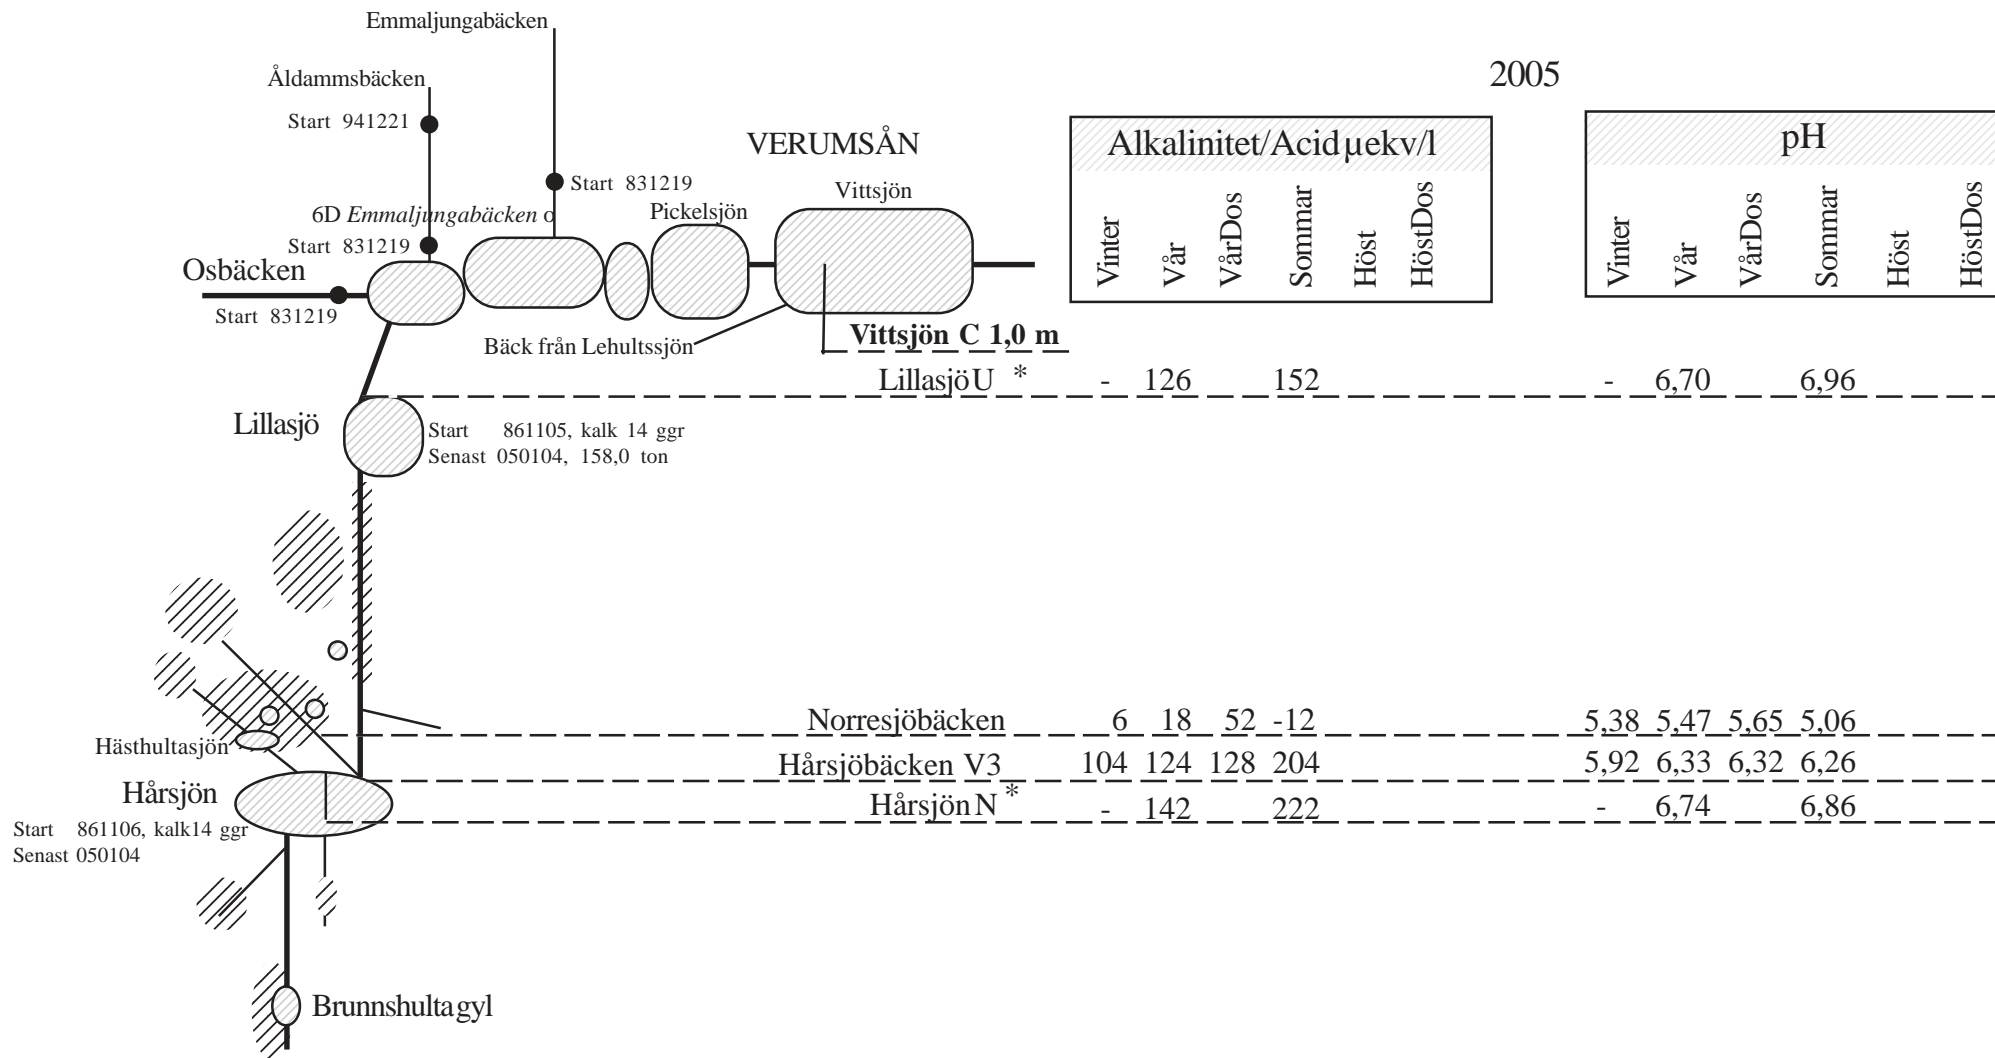 Emmaljungabäcken
2005
Åldammsbäcken
Start 941221
VERUMSÅN
Alkalinitet/Acidµekv/l
pH
Start 831219
Vittsjön
6D Emmaljungabäcken o
Pickelsjön
Start 831219
Vinter
Vår
VårDos
Sommar
Höst
HöstDos
Vinter
Vår
VårDos
Sommar
Höst
HöstDos
Osbäcken
Start 831219
Bäck från Lehultssjön
Vittsjön C 1,0 m
LillasjöU * - 126 152 - 6,70 6,96
Lillasjö
Start 861105, kalk 14 ggr
Senast 050104, 158,0 ton
Norresjöbäcken 6 18 52 -12 5,38 5,47 5,65 5,06
Hästhultasjön
Hårsjöbäcken V3 104 124 128 204 5,92 6,33 6,32 6,26
Hårsjön
HårsjönN * - 142 222 - 6,74 6,86
Start 861106, kalk14 ggr
Senast 050104
Brunnshultagyl